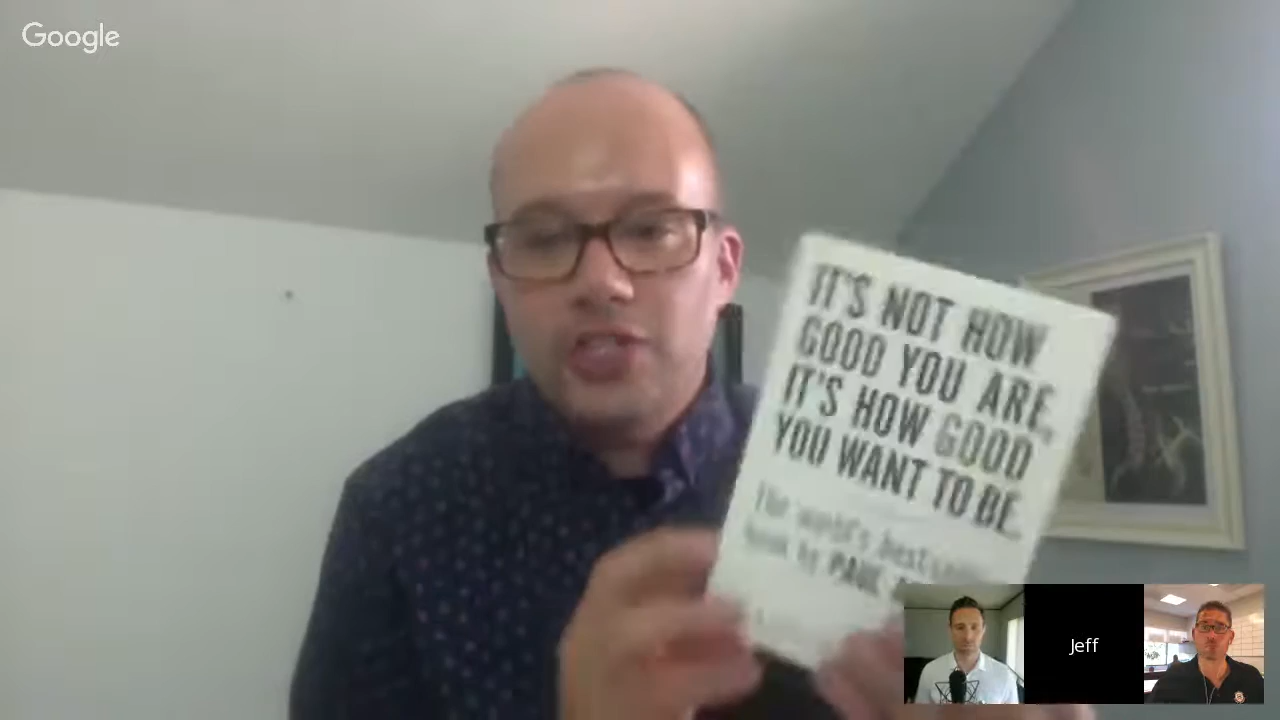 Google
IT'S NOT HOW
GOOD YOU ARE,
IT'S HOW GOOD
YOU WANT TO BE.
The world's
book by PAUL
Jeff